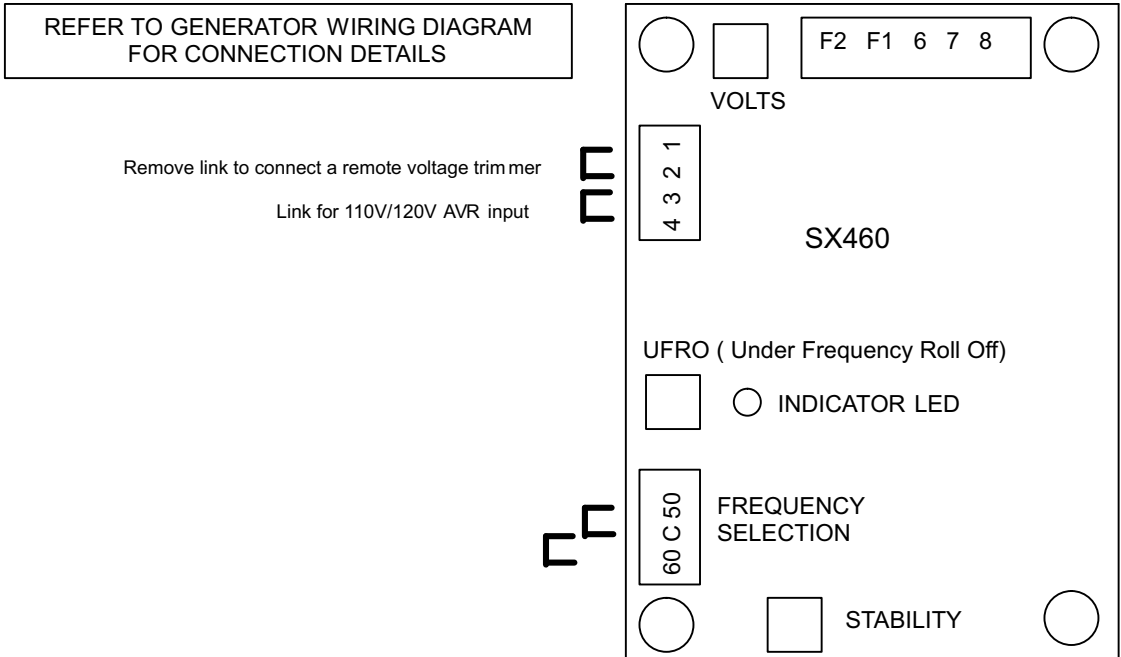 REFER TO GENERATOR WIRING DIAGRAM
FOR CONNECTION DETAILS
F2 F1 6 7 8
VOLTS
Remove link to connect a remote voltage trimmer
Link for 110V/120V AVR input
4 3 2 1
SX460
UFRO ( Under Frequency Roll Off)
INDICATOR LED
60 C 50
FREQUENCY
SELECTION
STABILITY